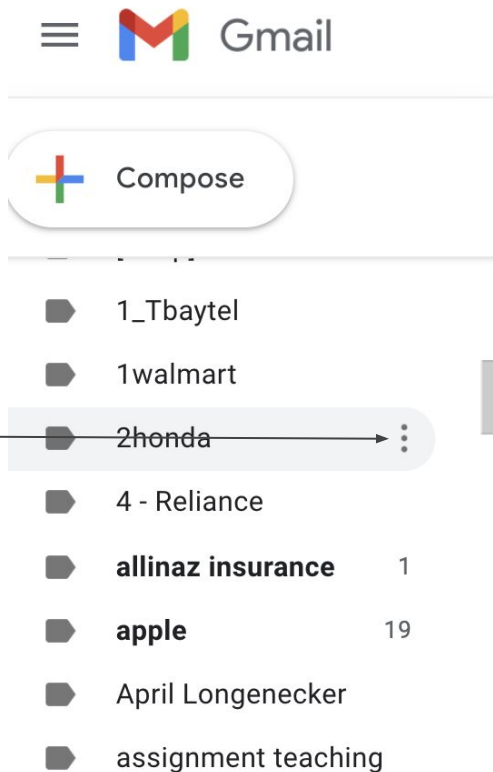 Gmail
Compose
1_Tbaytel
1walmart
2honda
4 - Reliance
allinaz insurance 1
apple 19
April Longenecker
assignment teaching